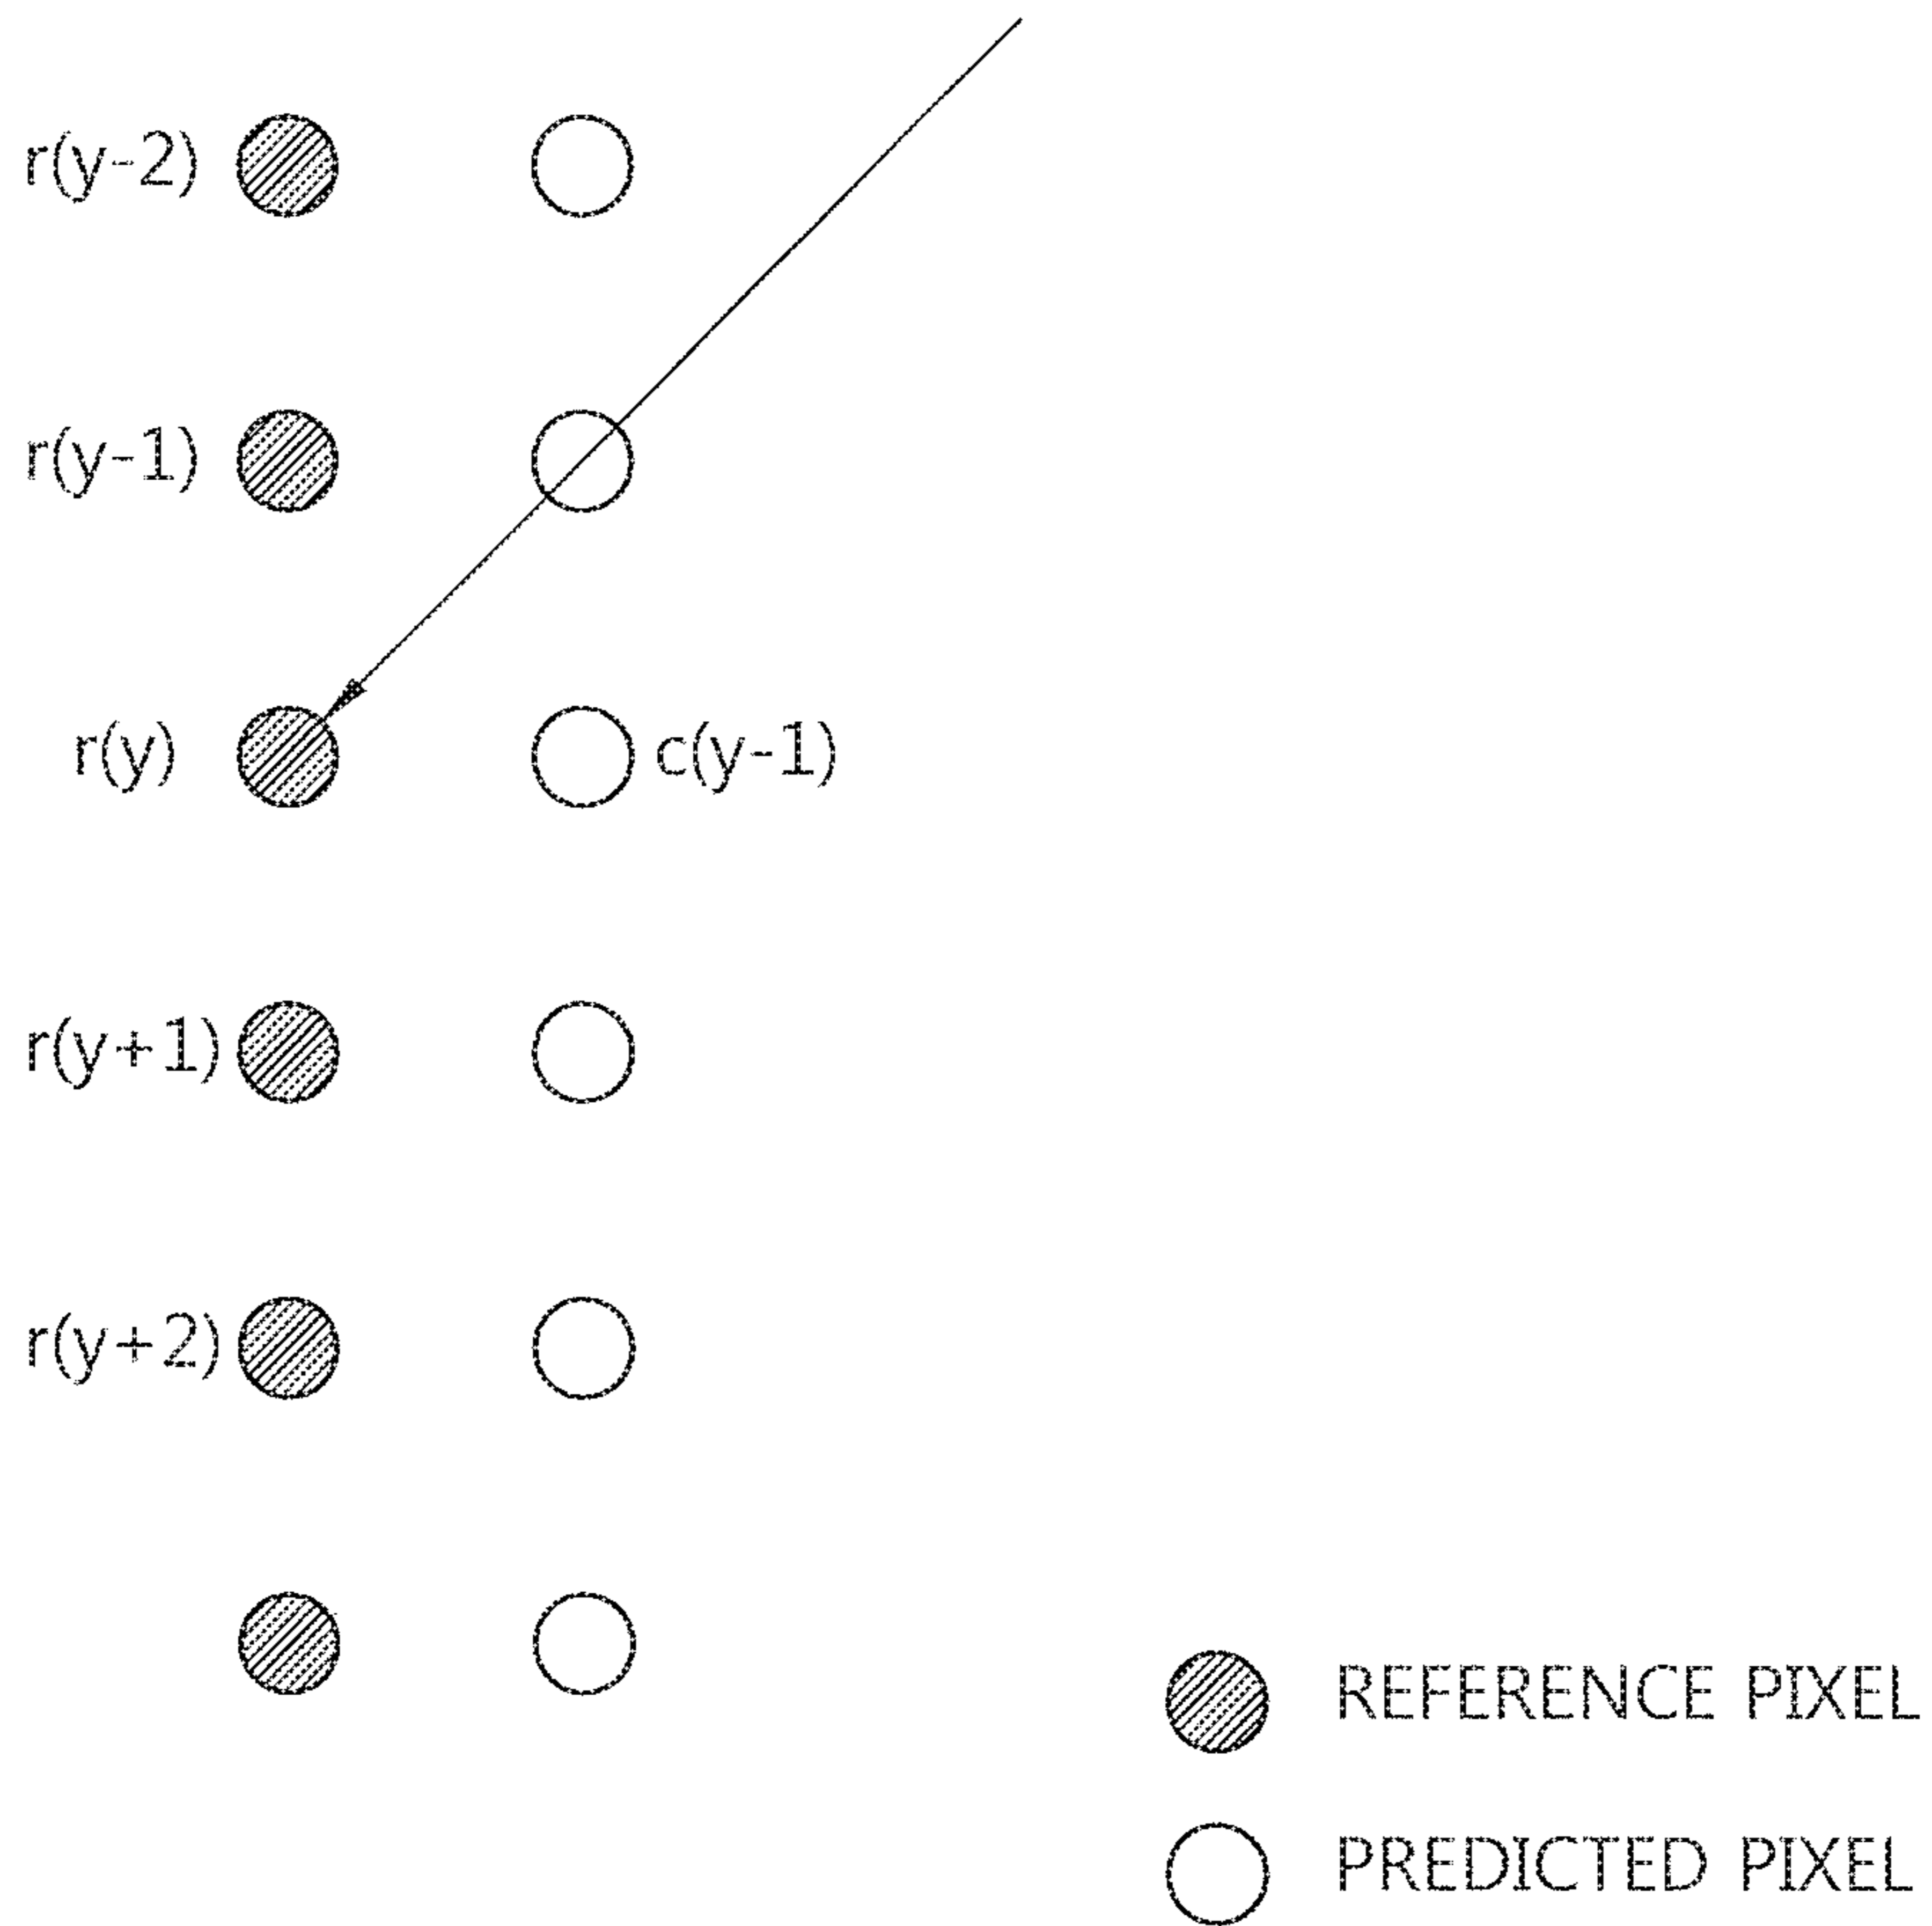 r(y-2)
r(y-1)
r(y)
c(y-1)
r(y+1)
r(y+2)
REFERENCE PIXEL
PREDICTED PIXEL